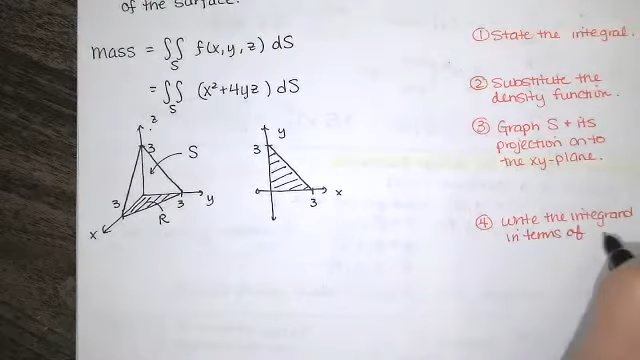 of the surface.
mass = ∬_S f(x,y,z) dS
= ∬_S (x²+4yz) dS
z
3
S
3
3
y
x
R
y
3
3
x
① State the integral.
② Substitute the
density function.
③ Graph S + its
projection onto
the xy-plane.
④ Write the integrand
in terms of